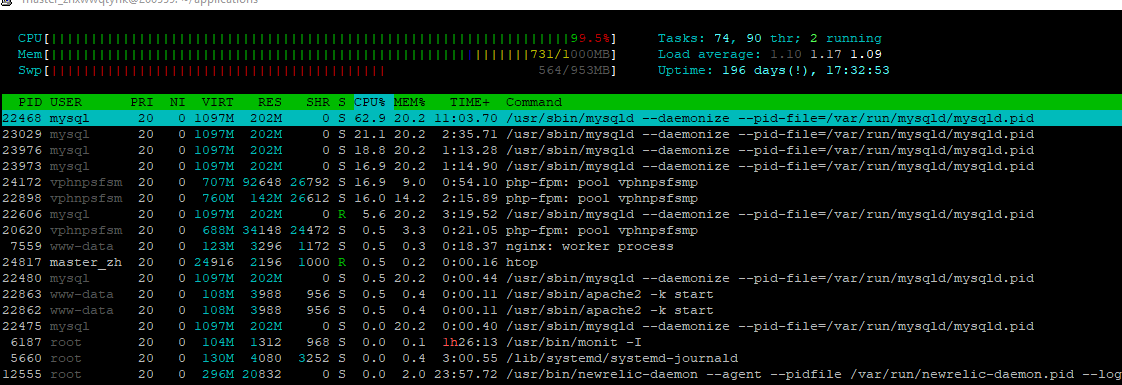 CPU[99.5%] Tasks: 74, 90 thr; 2 running
Mem[731/1000MB] Load average: 1.10 1.17 1.09
Swp[564/953MB] Uptime: 196 days(!), 17:32:53
PID USER PRI NI VIRT RES SHR S CPU% MEM% TIME+ Command
22468 mysql 20 0 1097M 202M 0 S 62.9 20.2 11:03.70 /usr/sbin/mysqld --daemonize --pid-file=/var/run/mysqld/mysqld.pid
23029 mysql 20 0 1097M 202M 0 S 21.1 20.2 2:35.71 /usr/sbin/mysqld --daemonize --pid-file=/var/run/mysqld/mysqld.pid
23976 mysql 20 0 1097M 202M 0 S 18.8 20.2 1:13.28 /usr/sbin/mysqld --daemonize --pid-file=/var/run/mysqld/mysqld.pid
23973 mysql 20 0 1097M 202M 0 S 16.9 20.2 1:14.90 /usr/sbin/mysqld --daemonize --pid-file=/var/run/mysqld/mysqld.pid
24172 vphnpsfsm 20 0 707M 92648 26792 S 16.9 9.0 0:54.10 php-fpm: pool vphnpsfsmp
22898 vphnpsfsm 20 0 760M 142M 26612 S 16.0 14.2 2:15.89 php-fpm: pool vphnpsfsmp
22606 mysql 20 0 1097M 202M 0 R 5.6 20.2 3:19.52 /usr/sbin/mysqld --daemonize --pid-file=/var/run/mysqld/mysqld.pid
20620 vphnpsfsm 20 0 688M 34148 24472 S 0.5 3.3 0:21.05 php-fpm: pool vphnpsfsmp
7559 www-data 20 0 123M 3296 1172 S 0.5 0.3 0:18.37 nginx: worker process
24817 master_zh 20 0 24916 2196 1000 R 0.5 0.2 0:00.16 htop
22480 mysql 20 0 1097M 202M 0 S 0.5 20.2 0:00.44 /usr/sbin/mysqld --daemonize --pid-file=/var/run/mysqld/mysqld.pid
22863 www-data 20 0 108M 3988 956 S 0.5 0.4 0:00.11 /usr/sbin/apache2 -k start
22862 www-data 20 0 108M 3988 956 S 0.5 0.4 0:00.11 /usr/sbin/apache2 -k start
22475 mysql 20 0 1097M 202M 0 S 0.0 20.2 0:00.40 /usr/sbin/mysqld --daemonize --pid-file=/var/run/mysqld/mysqld.pid
6187 root 20 0 104M 1312 968 S 0.0 0.1 1h26:13 /usr/bin/monit -I
5660 root 20 0 130M 4080 3252 S 0.0 0.4 3:00.55 /lib/systemd/systemd-journald
12555 root 20 0 296M 20832 0 S 0.0 2.0 23:57.72 /usr/bin/newrelic-daemon --agent --pidfile /var/run/newrelic-daemon.pid --log